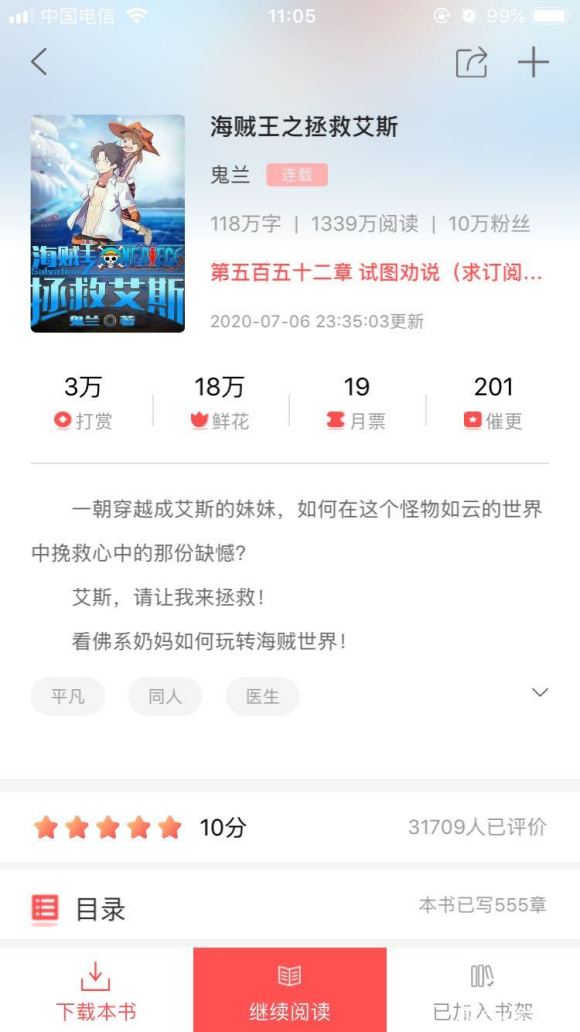 中国电信 11:05 99%
海贼王之拯救艾斯
鬼兰 连载
118万字 | 1339万阅读 | 10万粉丝
第五百五十二章 试图劝说（求订阅...
2020-07-06 23:35:03更新
海贼王 ONE PIECE
Salvation
拯救艾斯
鬼兰◎著
3万 18万 19 201
打赏 鲜花 月票 催更
一朝穿越成艾斯的妹妹，如何在这个怪物如云的世界
中挽救心中的那份缺憾？
艾斯，请让我来拯救！
看佛系奶妈如何玩转海贼世界！
平凡 同人 医生
10分 31709人已评价
目录 本书已写555章
下载本书 继续阅读 已加入书架